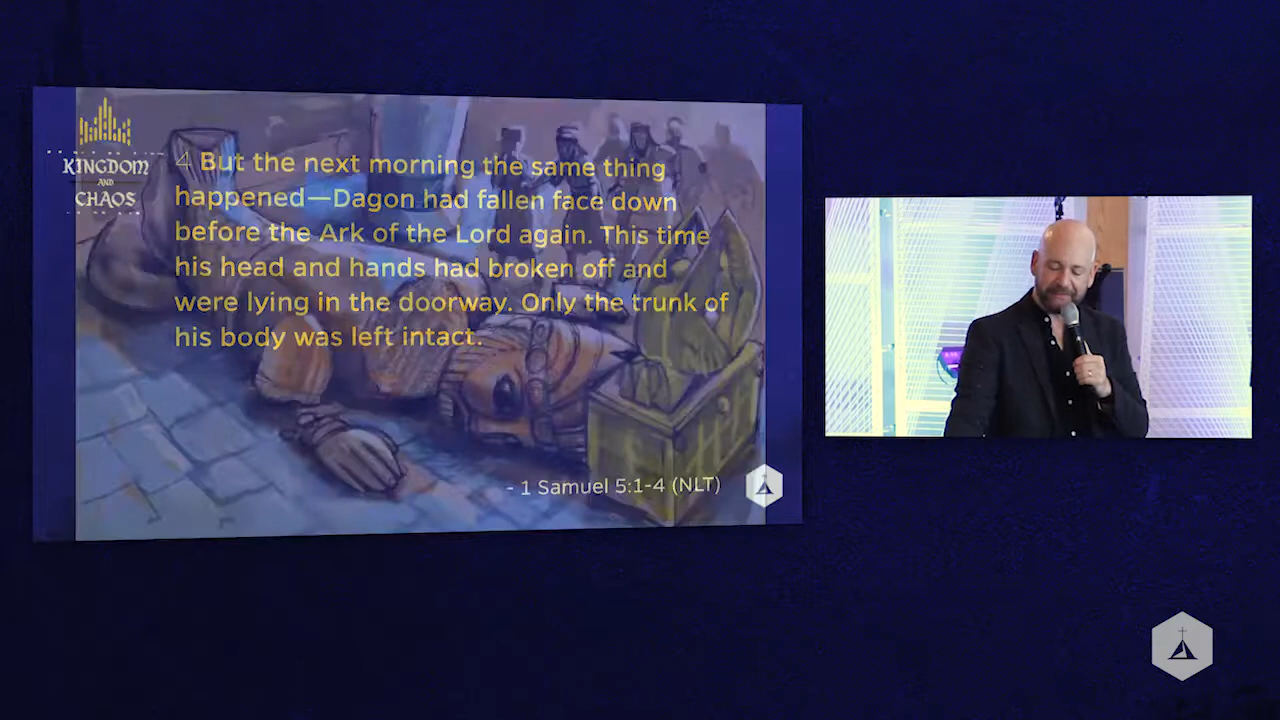 KINGDOM
AND
CHAOS
4 But the next morning the same thing
happened—Dagon had fallen face down
before the Ark of the Lord again. This time
his head and hands had broken off and
were lying in the doorway. Only the trunk of
his body was left intact.
- 1 Samuel 5:1-4 (NLT)